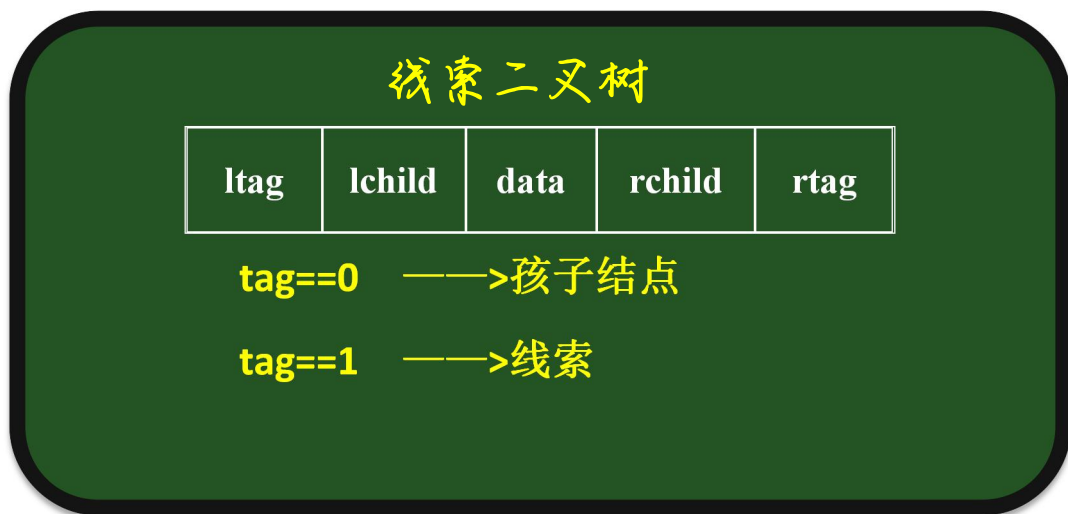 线索二叉树
ltag lchild data rchild rtag
tag==0 ——>孩子结点
tag==1 ——>线索